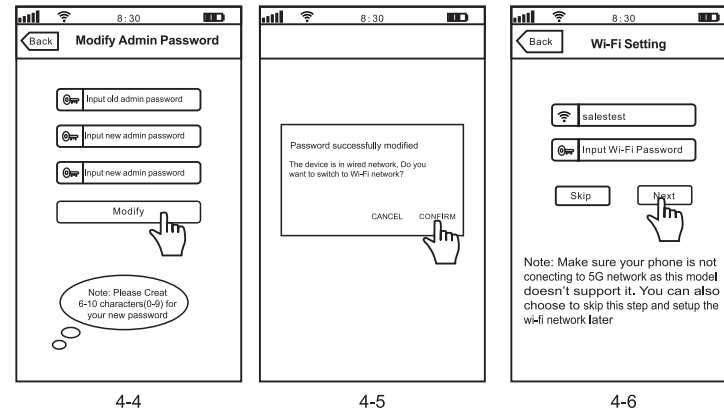 8:30
Back
Modify Admin Password
Input old admin password
Input new admin password
Input new admin password
Modify
Note: Please Creat
6-10 characters(0-9) for
your new password
4-4
8:30
Password successfully modified
The device is in wired network, Do you
want to switch to Wi-Fi network?
CANCEL CONFIRM
4-5
8:30
Back
Wi-Fi Setting
salestest
Input Wi-Fi Password
Skip Next
Note: Make sure your phone is not
conecting to 5G network as this model
doesn't support it. You can also
choose to skip this step and setup the
wi-fi network later
4-6